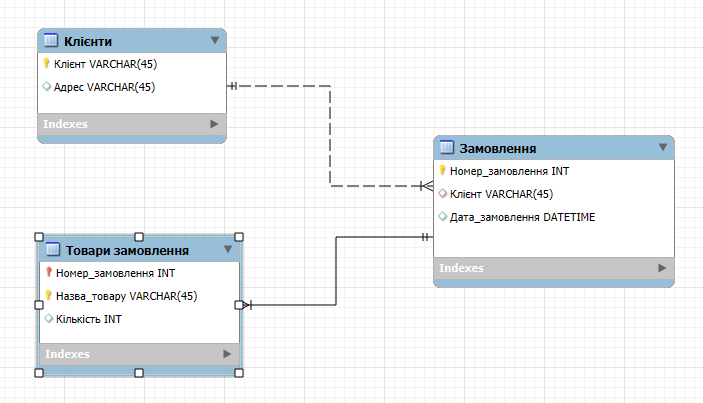 Клієнти
Клієнт VARCHAR(45)
Адрес VARCHAR(45)
Indexes
Замовлення
Номер_замовлення INT
Клієнт VARCHAR(45)
Дата_замовлення DATETIME
Indexes
Товари замовлення
Номер_замовлення INT
Назва_товару VARCHAR(45)
Кількість INT
Indexes